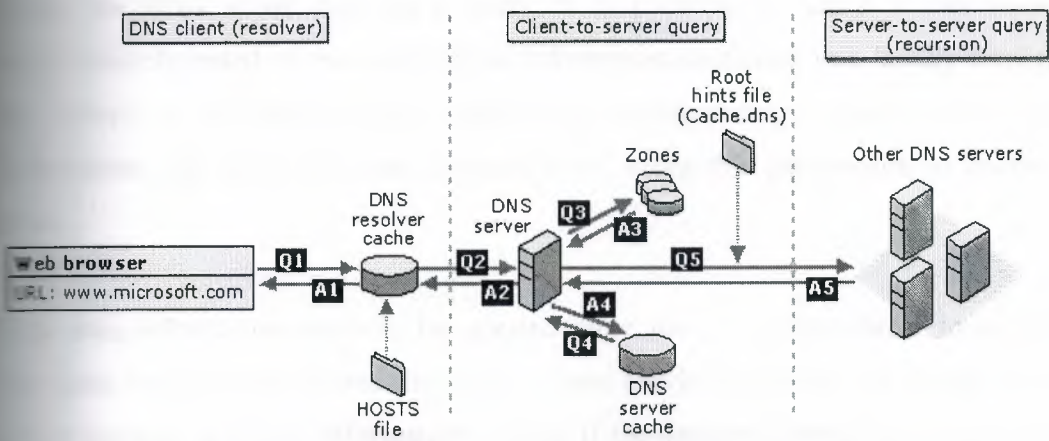 DNS client (resolver)
Client-to-server query
Server-to-server query
(recursion)
Root
hints file
(Cache.dns)
Zones
Other DNS servers
DNS
resolver
cache
DNS
server
Q3
A3
Web browser
URL: www.microsoft.com
Q1
A1
Q2
A2
Q5
A5
A4
Q4
HOSTS
file
DNS
server
cache